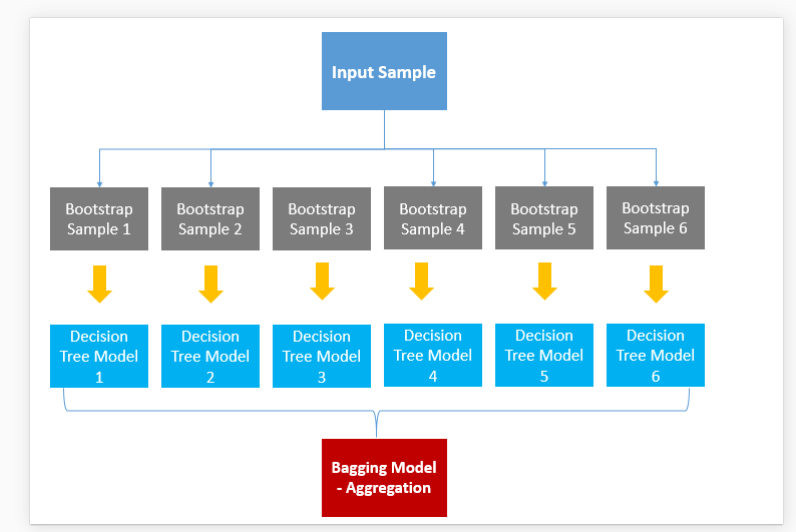 Input Sample
Bootstrap
Sample 1
Bootstrap
Sample 2
Bootstrap
Sample 3
Bootstrap
Sample 4
Bootstrap
Sample 5
Bootstrap
Sample 6
Decision
Tree Model
1
Decision
Tree Model
2
Decision
Tree Model
3
Decision
Tree Model
4
Decision
Tree Model
5
Decision
Tree Model
6
Bagging Model
- Aggregation